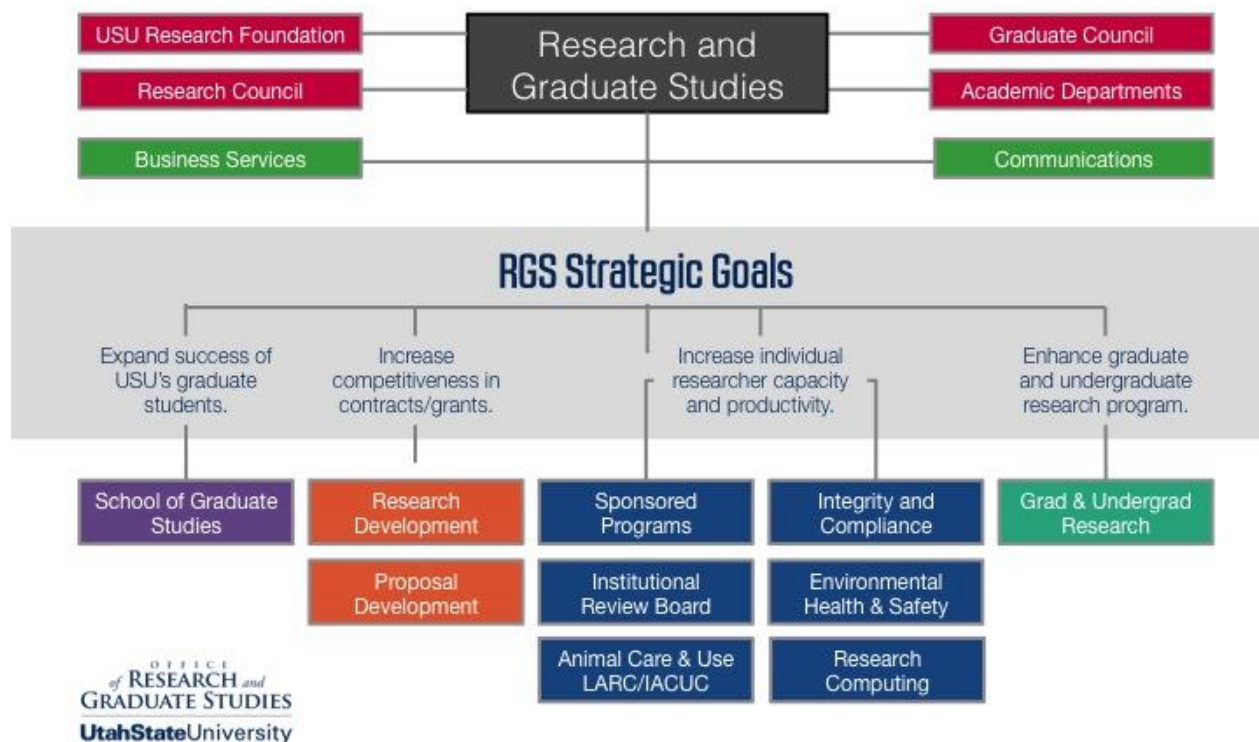 USU Research Foundation
Research and
Graduate Studies
Graduate Council
Research Council
Academic Departments
Business Services
Communications
RGS Strategic Goals
Expand success of
USU's graduate
students.
Increase
competitiveness in
contracts/grants.
Increase individual
researcher capacity
and productivity.
Enhance graduate
and undergraduate
research program.
School of Graduate
Studies
Research
Development
Sponsored
Programs
Integrity and
Compliance
Grad & Undergrad
Research
Proposal
Development
Institutional
Review Board
Environmental
Health & Safety
Animal Care & Use
LARC/IACUC
Research
Computing
OFFICE
of RESEARCH and
GRADUATE STUDIES
UtahStateUniversity